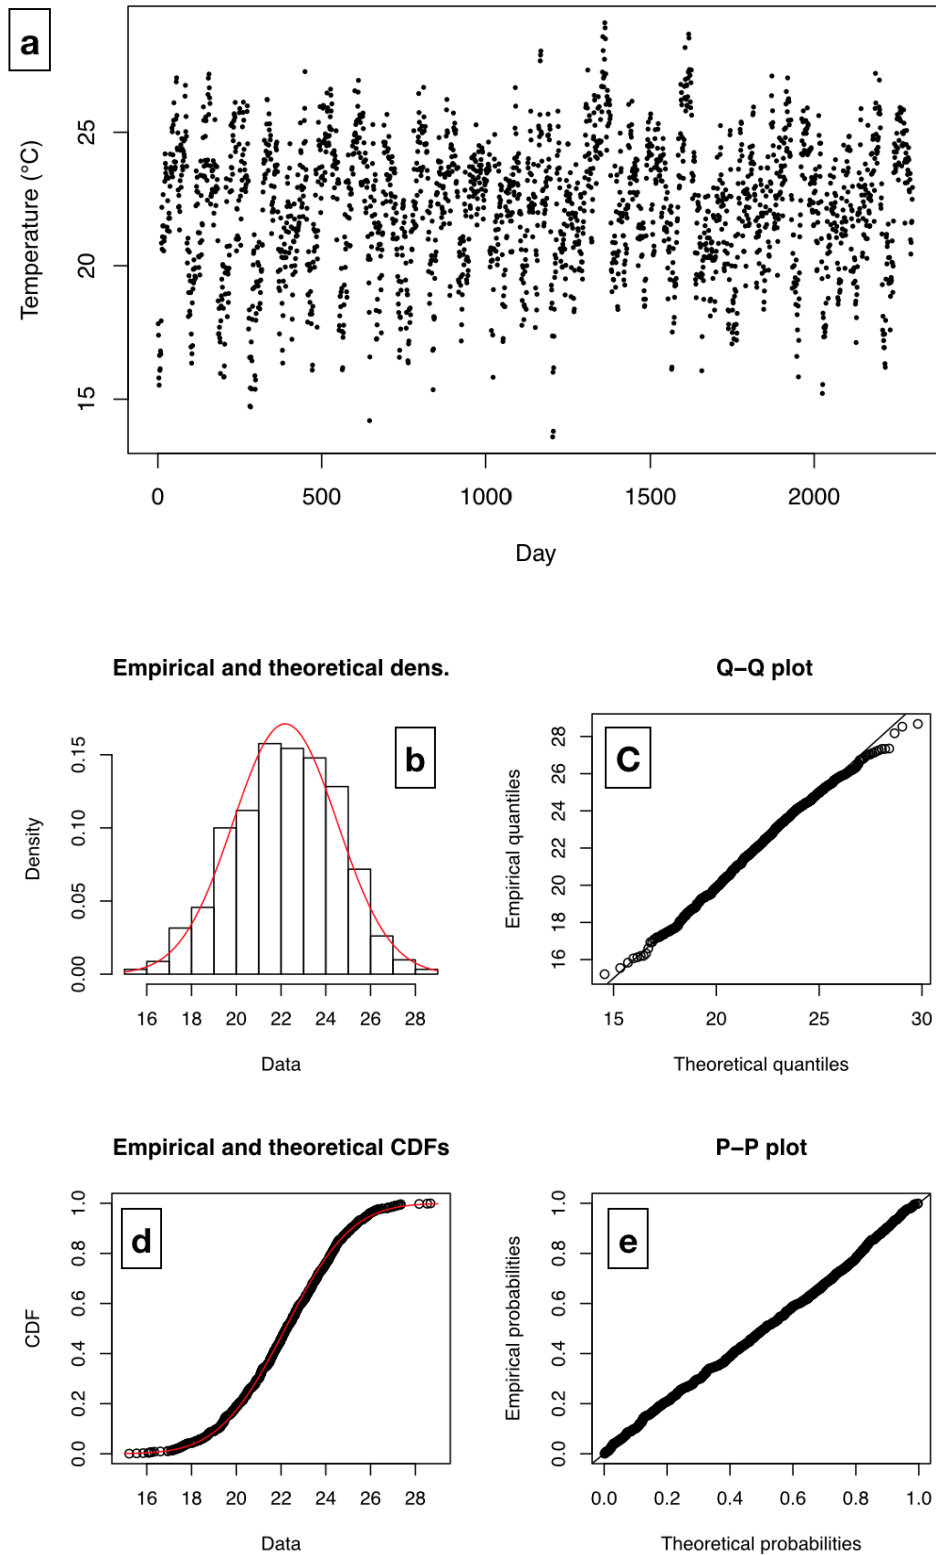 a
Temperature (°C)
25
20
15
0 500 1000 1500 2000
Day
Empirical and theoretical dens.
b
Density
0.15
0.10
0.05
0.00
16 18 20 22 24 26 28
Data
Q−Q plot
C
Empirical quantiles
28
26
24
22
20
18
16
15 20 25 30
Theoretical quantiles
Empirical and theoretical CDFs
d
CDF
1.0
0.8
0.6
0.4
0.2
0.0
16 18 20 22 24 26 28
Data
P−P plot
e
Empirical probabilities
1.0
0.8
0.6
0.4
0.2
0.0
0.0 0.2 0.4 0.6 0.8 1.0
Theoretical probabilities